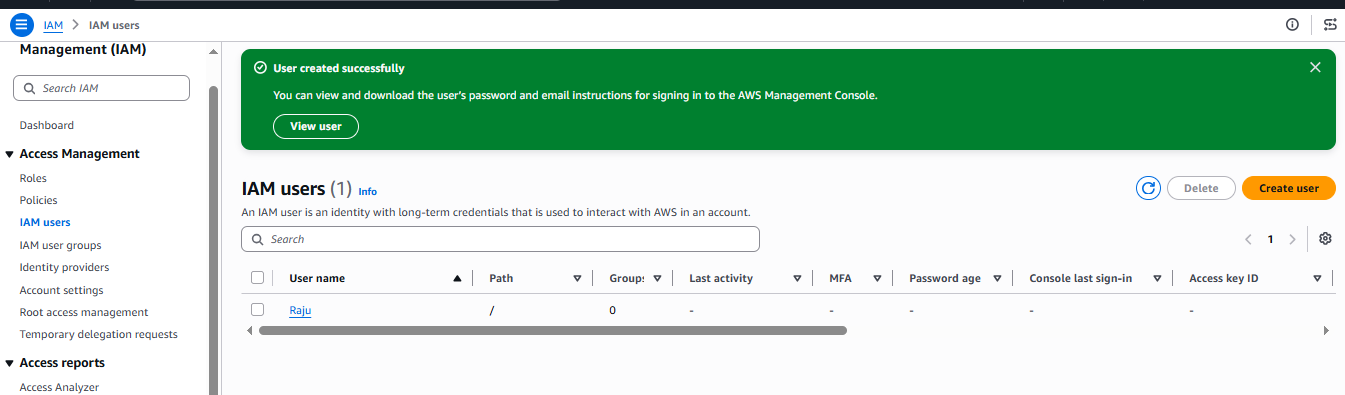 IAM > IAM users
Management (IAM)
Search IAM
Dashboard
Access Management
Roles
Policies
IAM users
IAM user groups
Identity providers
Account settings
Root access management
Temporary delegation requests
Access reports
Access Analyzer
User created successfully
You can view and download the user's password and email instructions for signing in to the AWS Management Console.
View user
IAM users (1) Info
Delete Create user
An IAM user is an identity with long-term credentials that is used to interact with AWS in an account.
Search
1
User name Path Group: Last activity MFA Password age Console last sign-in Access key ID
Raju / 0 - - - - -